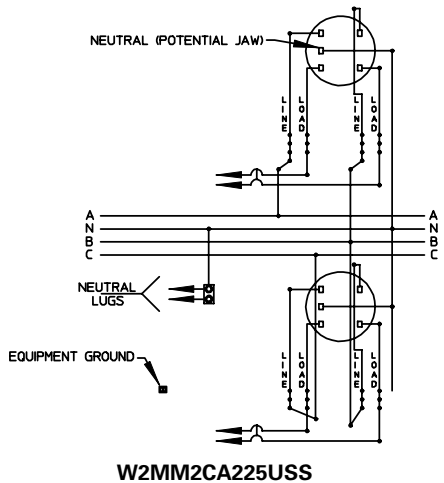 NEUTRAL (POTENTIAL JAW)
LINE
LOAD
LINE
LOAD
A
N
B
C
A
N
B
C
NEUTRAL
LUGS
EQUIPMENT GROUND
LINE
LOAD
LINE
LOAD
W2MM2CA225USS